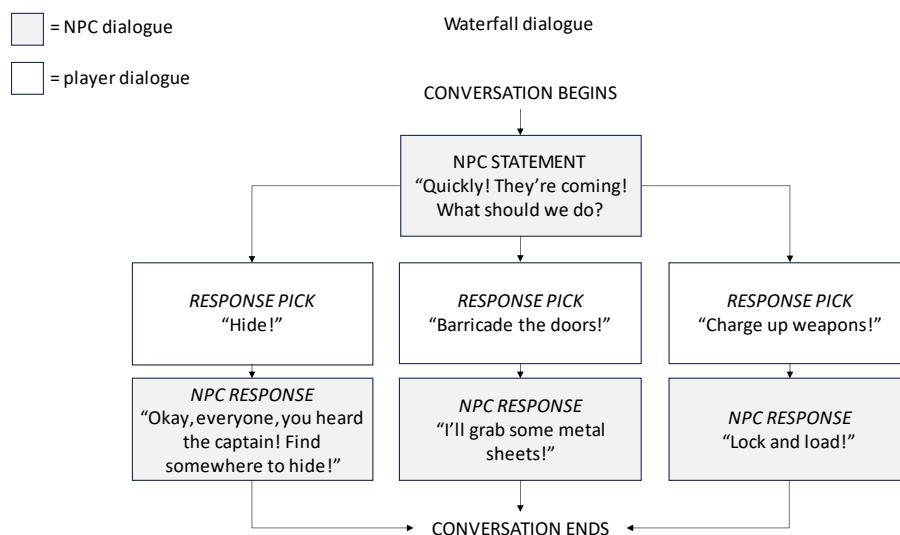 = NPC dialogue
Waterfall dialogue
= player dialogue
CONVERSATION BEGINS
NPC STATEMENT
“Quickly! They’re coming!
What should we do?
RESPONSE PICK
“Hide!”
RESPONSE PICK
“Barricade the doors!”
RESPONSE PICK
“Charge up weapons!”
NPC RESPONSE
“Okay, everyone, you heard
the captain! Find
somewhere to hide!”
NPC RESPONSE
“I’ll grab some metal
sheets!”
NPC RESPONSE
“Lock and load!”
CONVERSATION ENDS